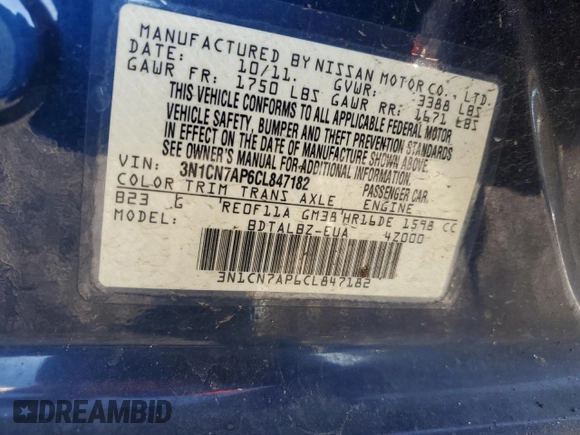 MANUFACTURED BY NISSAN MOTOR CO., LTD.
DATE: 10/11. GVWR: 3388 LBS
GAWR FR: 1750 LBS GAWR RR: 1671 LBS
THIS VEHICLE CONFORMS TO ALL APPLICABLE FEDERAL MOTOR
VEHICLE SAFETY, BUMPER AND THEFT PREVENTION STANDARDS
IN EFFECT ON THE DATE OF MANUFACTURE SHOWN ABOVE.
SEE OWNER'S MANUAL FOR ADDITIONAL INFORMATION.
VIN: 3N1CN7AP6CL847182 PASSENGER CAR
COLOR TRIM TRANS AXLE ENGINE
B23 G RE0F11A GM38 HR16DE 1598 CC
MODEL: BDTALBZ-EUA 4Z000
3N1CN7AP6CL847182
DREAMBID